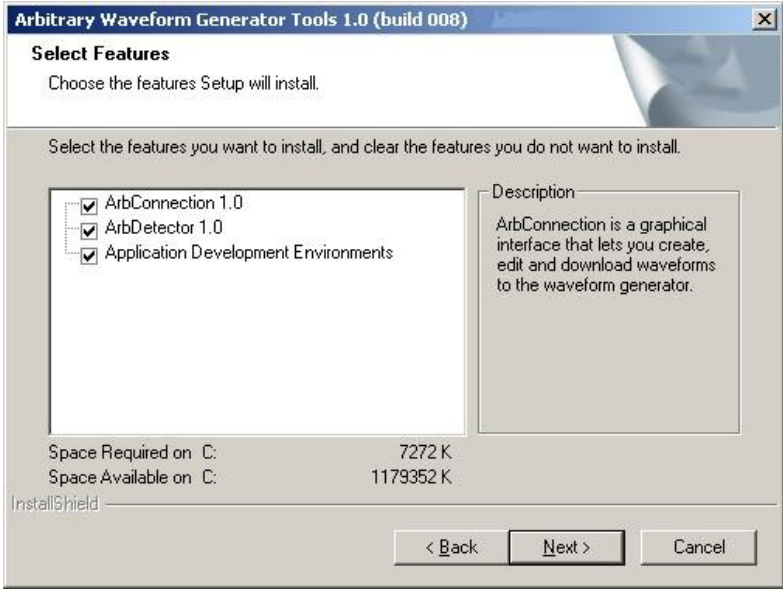 Arbitrary Waveform Generator Tools 1.0 (build 008)
Select Features
Choose the features Setup will install.
Select the features you want to install, and clear the features you do not want to install.
ArbConnection 1.0
ArbDetector 1.0
Application Development Environments
Description
ArbConnection is a graphical
interface that lets you create,
edit and download waveforms
to the waveform generator.
Space Required on C: 7272 K
Space Available on C: 1179352 K
InstallShield
< Back Next > Cancel